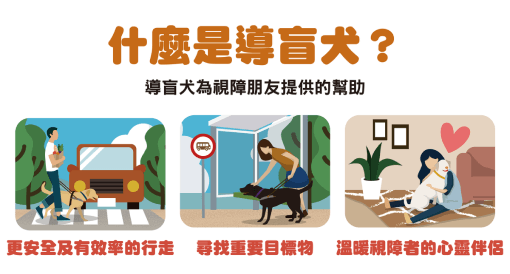 什麼是導盲犬？
導盲犬為視障朋友提供的幫助
更安全及有效率的行走
尋找重要目標物
溫暖視障者的心靈伴侶